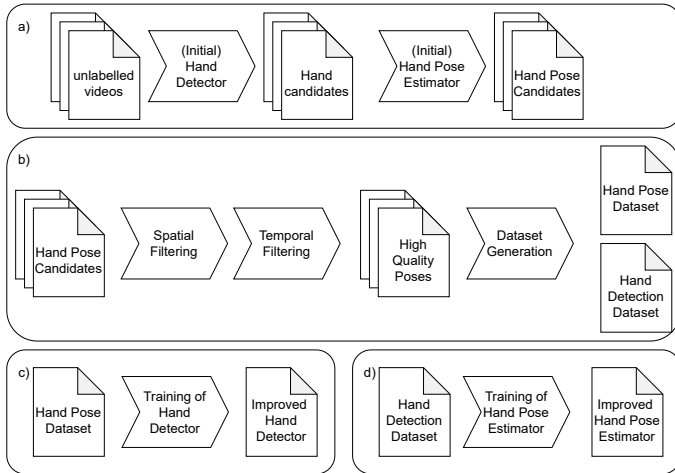 a)
unlabelled
videos
(Initial)
Hand
Detector
Hand
candidates
(Initial)
Hand Pose
Estimator
Hand Pose
Candidates
b)
Hand Pose
Candidates
Spatial
Filtering
Temporal
Filtering
High
Quality
Poses
Dataset
Generation
Hand Pose
Dataset
Hand
Detection
Dataset
c)
Hand Pose
Dataset
Training of
Hand
Detector
Improved
Hand
Detector
d)
Hand
Detection
Dataset
Training of
Hand Pose
Estimator
Improved
Hand Pose
Estimator